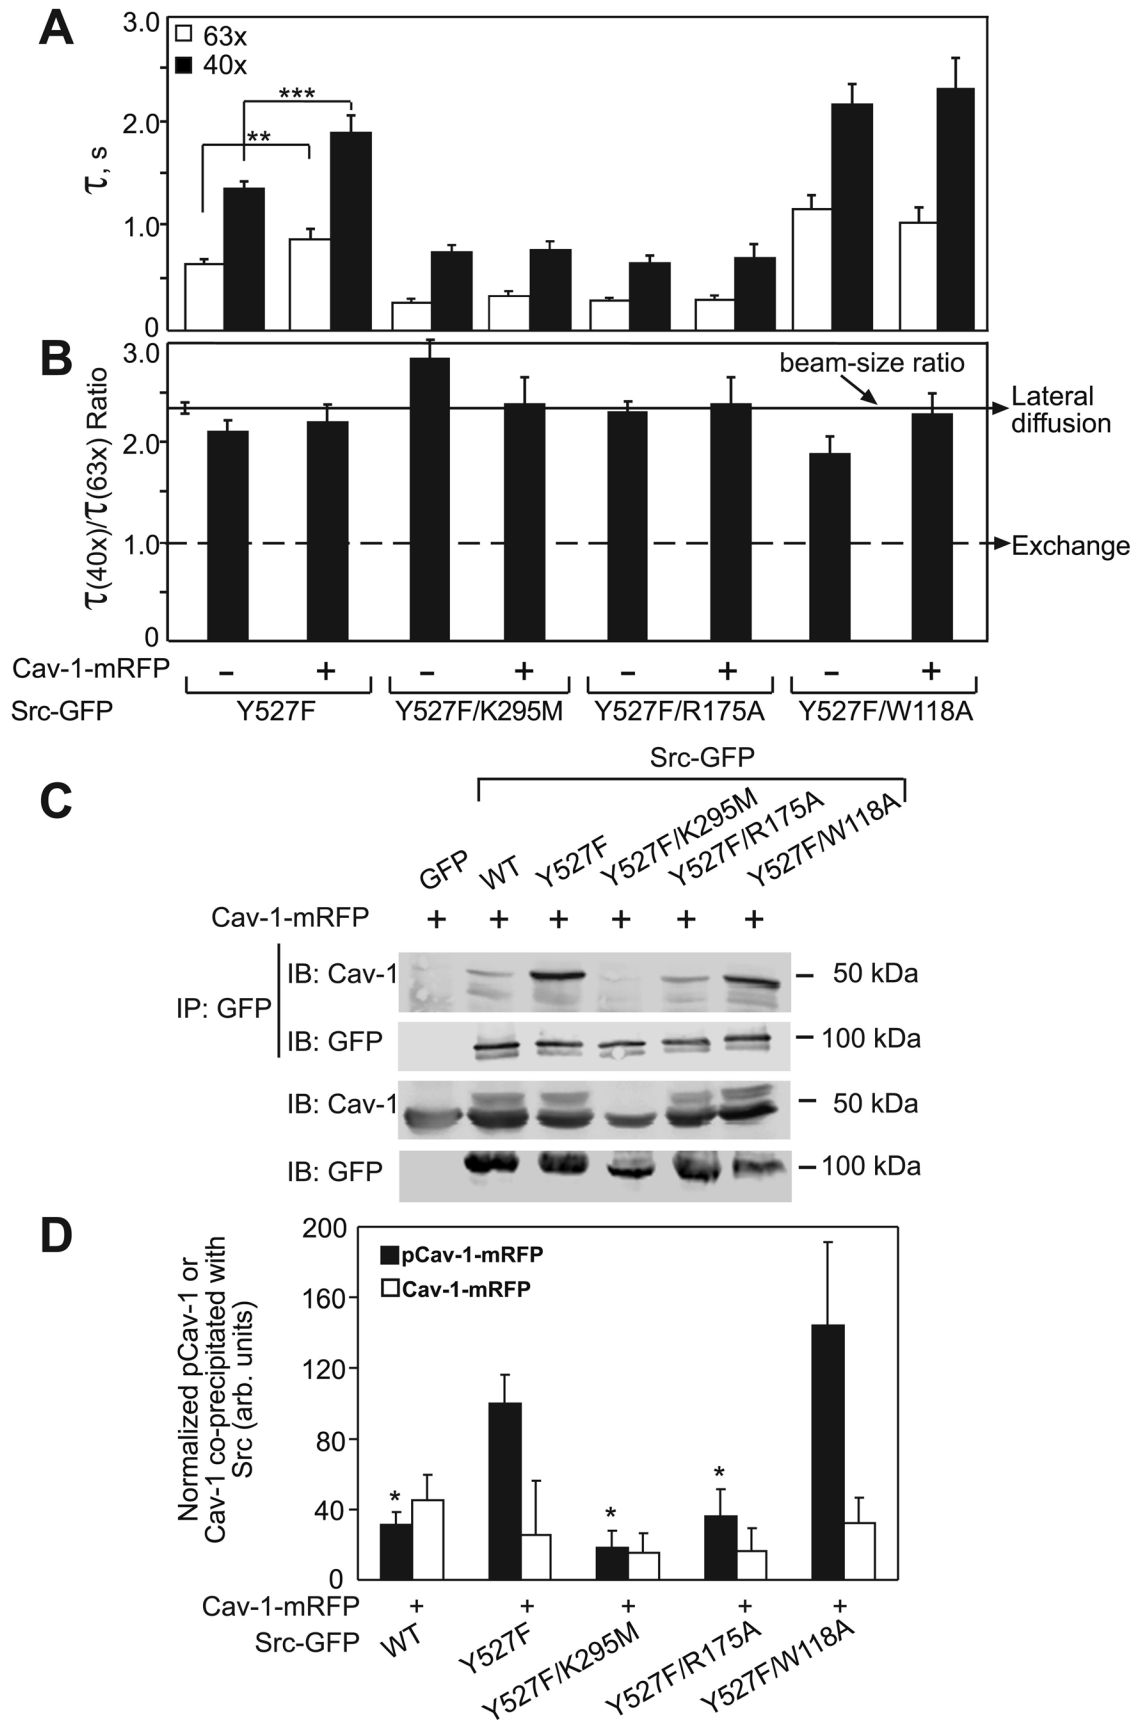 A
3.0
63x
40x
***
**
2.0
τ, s
1.0
0
B
3.0
beam-size ratio
Lateral
diffusion
2.0
τ(40x)/τ(63x) Ratio
1.0
Exchange
0
Cav-1-mRFP – + – + – + – +
Src-GFP Y527F Y527F/K295M Y527F/R175A Y527F/W118A
C
Src-GFP
GFP WT Y527F Y527F/K295M Y527F/R175A Y527F/W118A
Cav-1-mRFP + + + + + +
IP: GFP
IB: Cav-1 – 50 kDa
IB: GFP – 100 kDa
IB: Cav-1 – 50 kDa
IB: GFP – 100 kDa
D
200
pCav-1-mRFP
Cav-1-mRFP
160
120
80
40
0
Normalized pCav-1 or
Cav-1 co-precipitated with
Src (arb. units)
* * *
Cav-1-mRFP + + + + +
Src-GFP WT Y527F Y527F/K295M Y527F/R175A Y527F/W118A